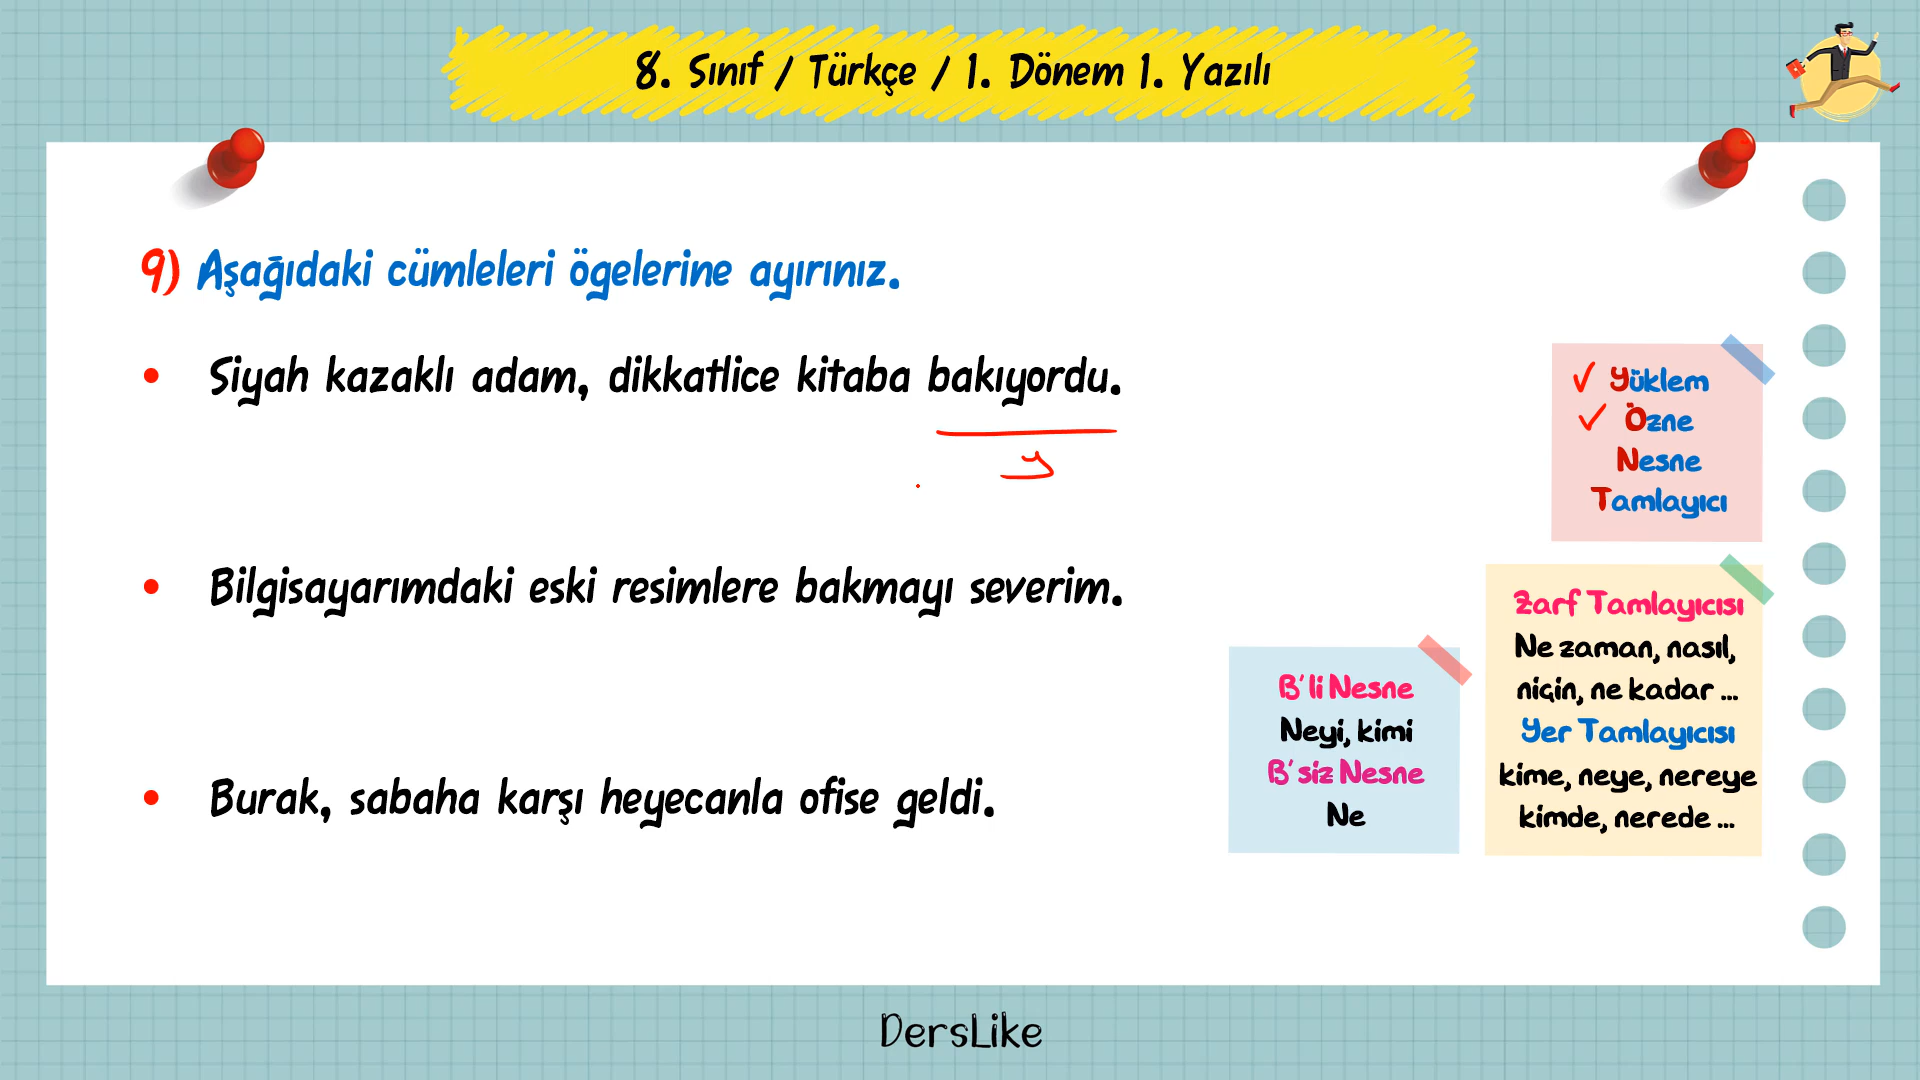 8. Sınıf / Türkçe / 1. Dönem 1. Yazılı
9) Aşağıdaki cümleleri ögelerine ayırınız.
• Siyah kazaklı adam, dikkatlice kitaba bakıyordu.
y
• Bilgisayarımdaki eski resimlere bakmayı severim.
• Burak, sabaha karşı heyecanla ofise geldi.
✓ Yüklem
✓ Özne
Nesne
Tamlayıcı
B'li Nesne
Neyi, kimi
B'siz Nesne
Ne
Zarf Tamlayıcısı
Ne zaman, nasıl,
niçin, ne kadar ...
Yer Tamlayıcısı
kime, neye, nereye
kimde, nerede ...
DersLike